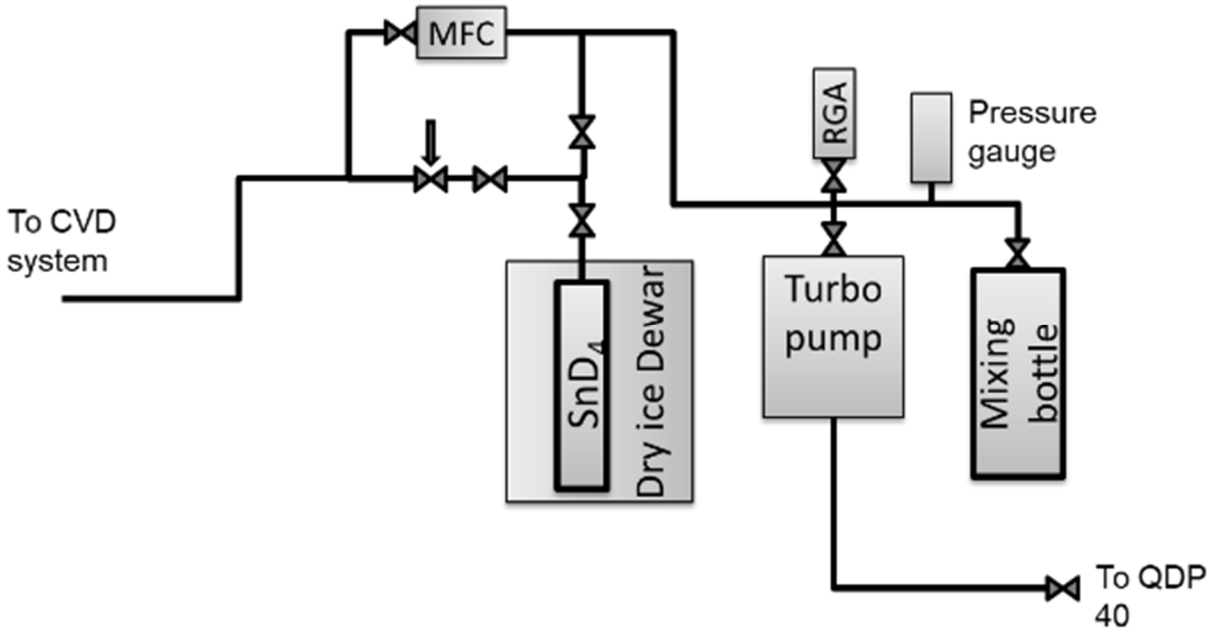 MFC
RGA
Pressure
gauge
To CVD
system
SnD₄
Dry ice Dewar
Turbo
pump
Mixing
bottle
To QDP
40